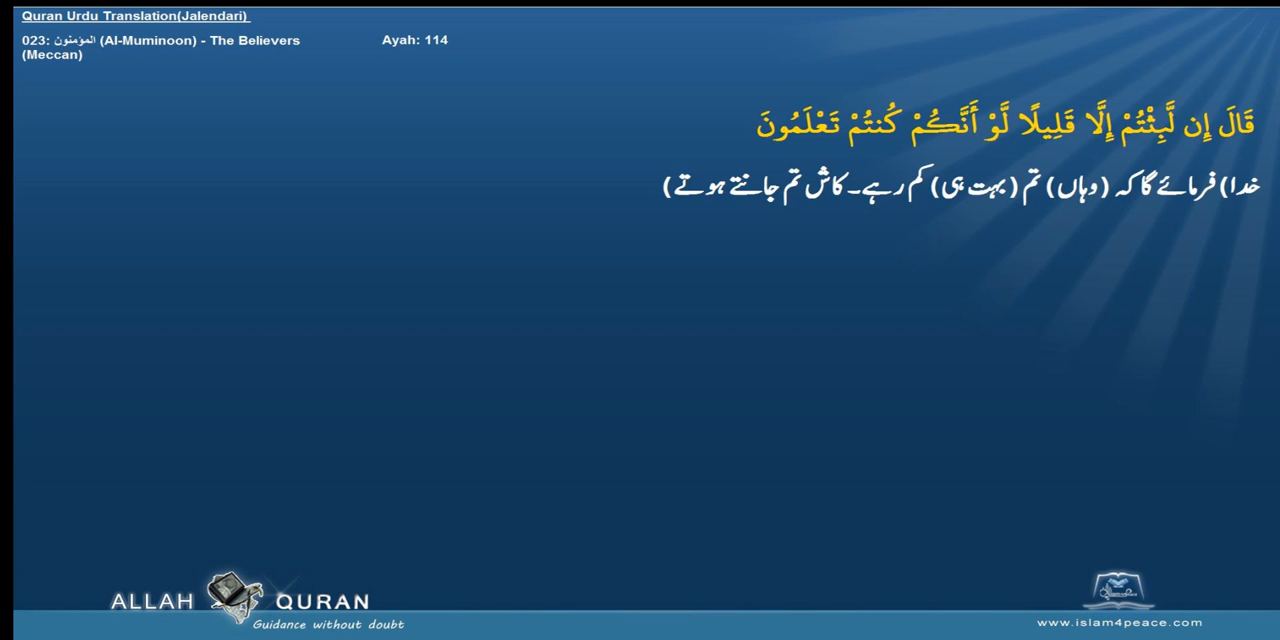 Quran Urdu Translation(Jalendari)
023: المؤمنون (Al-Muminoon) - The Believers
(Meccan)
Ayah: 114
قَالَ إِن لَّبِثْتُمْ إِلَّا قَلِيلًا لَّوْ أَنَّكُمْ كُنتُمْ تَعْلَمُونَ
خدا) فرمائے گا کہ (وہاں) تم (بہت ہی) کم رہے۔ کاش تم جانتے ہوتے)
ALLAH QURAN
Guidance without doubt
www.islam4peace.com